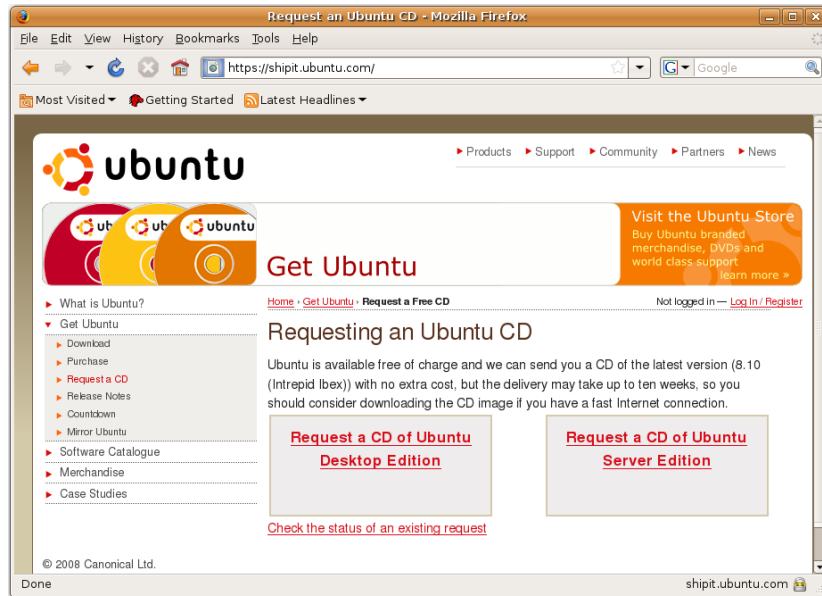 Request an Ubuntu CD - Mozilla Firefox
File Edit View History Bookmarks Tools Help
https://shipit.ubuntu.com/
G Google
Most Visited Getting Started Latest Headlines
ubuntu
Products Support Community Partners News
ub ub ubuntu
Get Ubuntu
Visit the Ubuntu Store
Buy Ubuntu branded
merchandise, DVDs and
world class support
learn more »
What is Ubuntu?
Get Ubuntu
Download
Purchase
Request a CD
Release Notes
Countdown
Mirror Ubuntu
Software Catalogue
Merchandise
Case Studies
Home › Get Ubuntu › Request a Free CD
Not logged in — Log In / Register
Requesting an Ubuntu CD
Ubuntu is available free of charge and we can send you a CD of the latest version (8.10
(Intrepid Ibex)) with no extra cost, but the delivery may take up to ten weeks, so you
should consider downloading the CD image if you have a fast Internet connection.
Request a CD of Ubuntu
Desktop Edition
Request a CD of Ubuntu
Server Edition
Check the status of an existing request
© 2008 Canonical Ltd.
Done
shipit.ubuntu.com